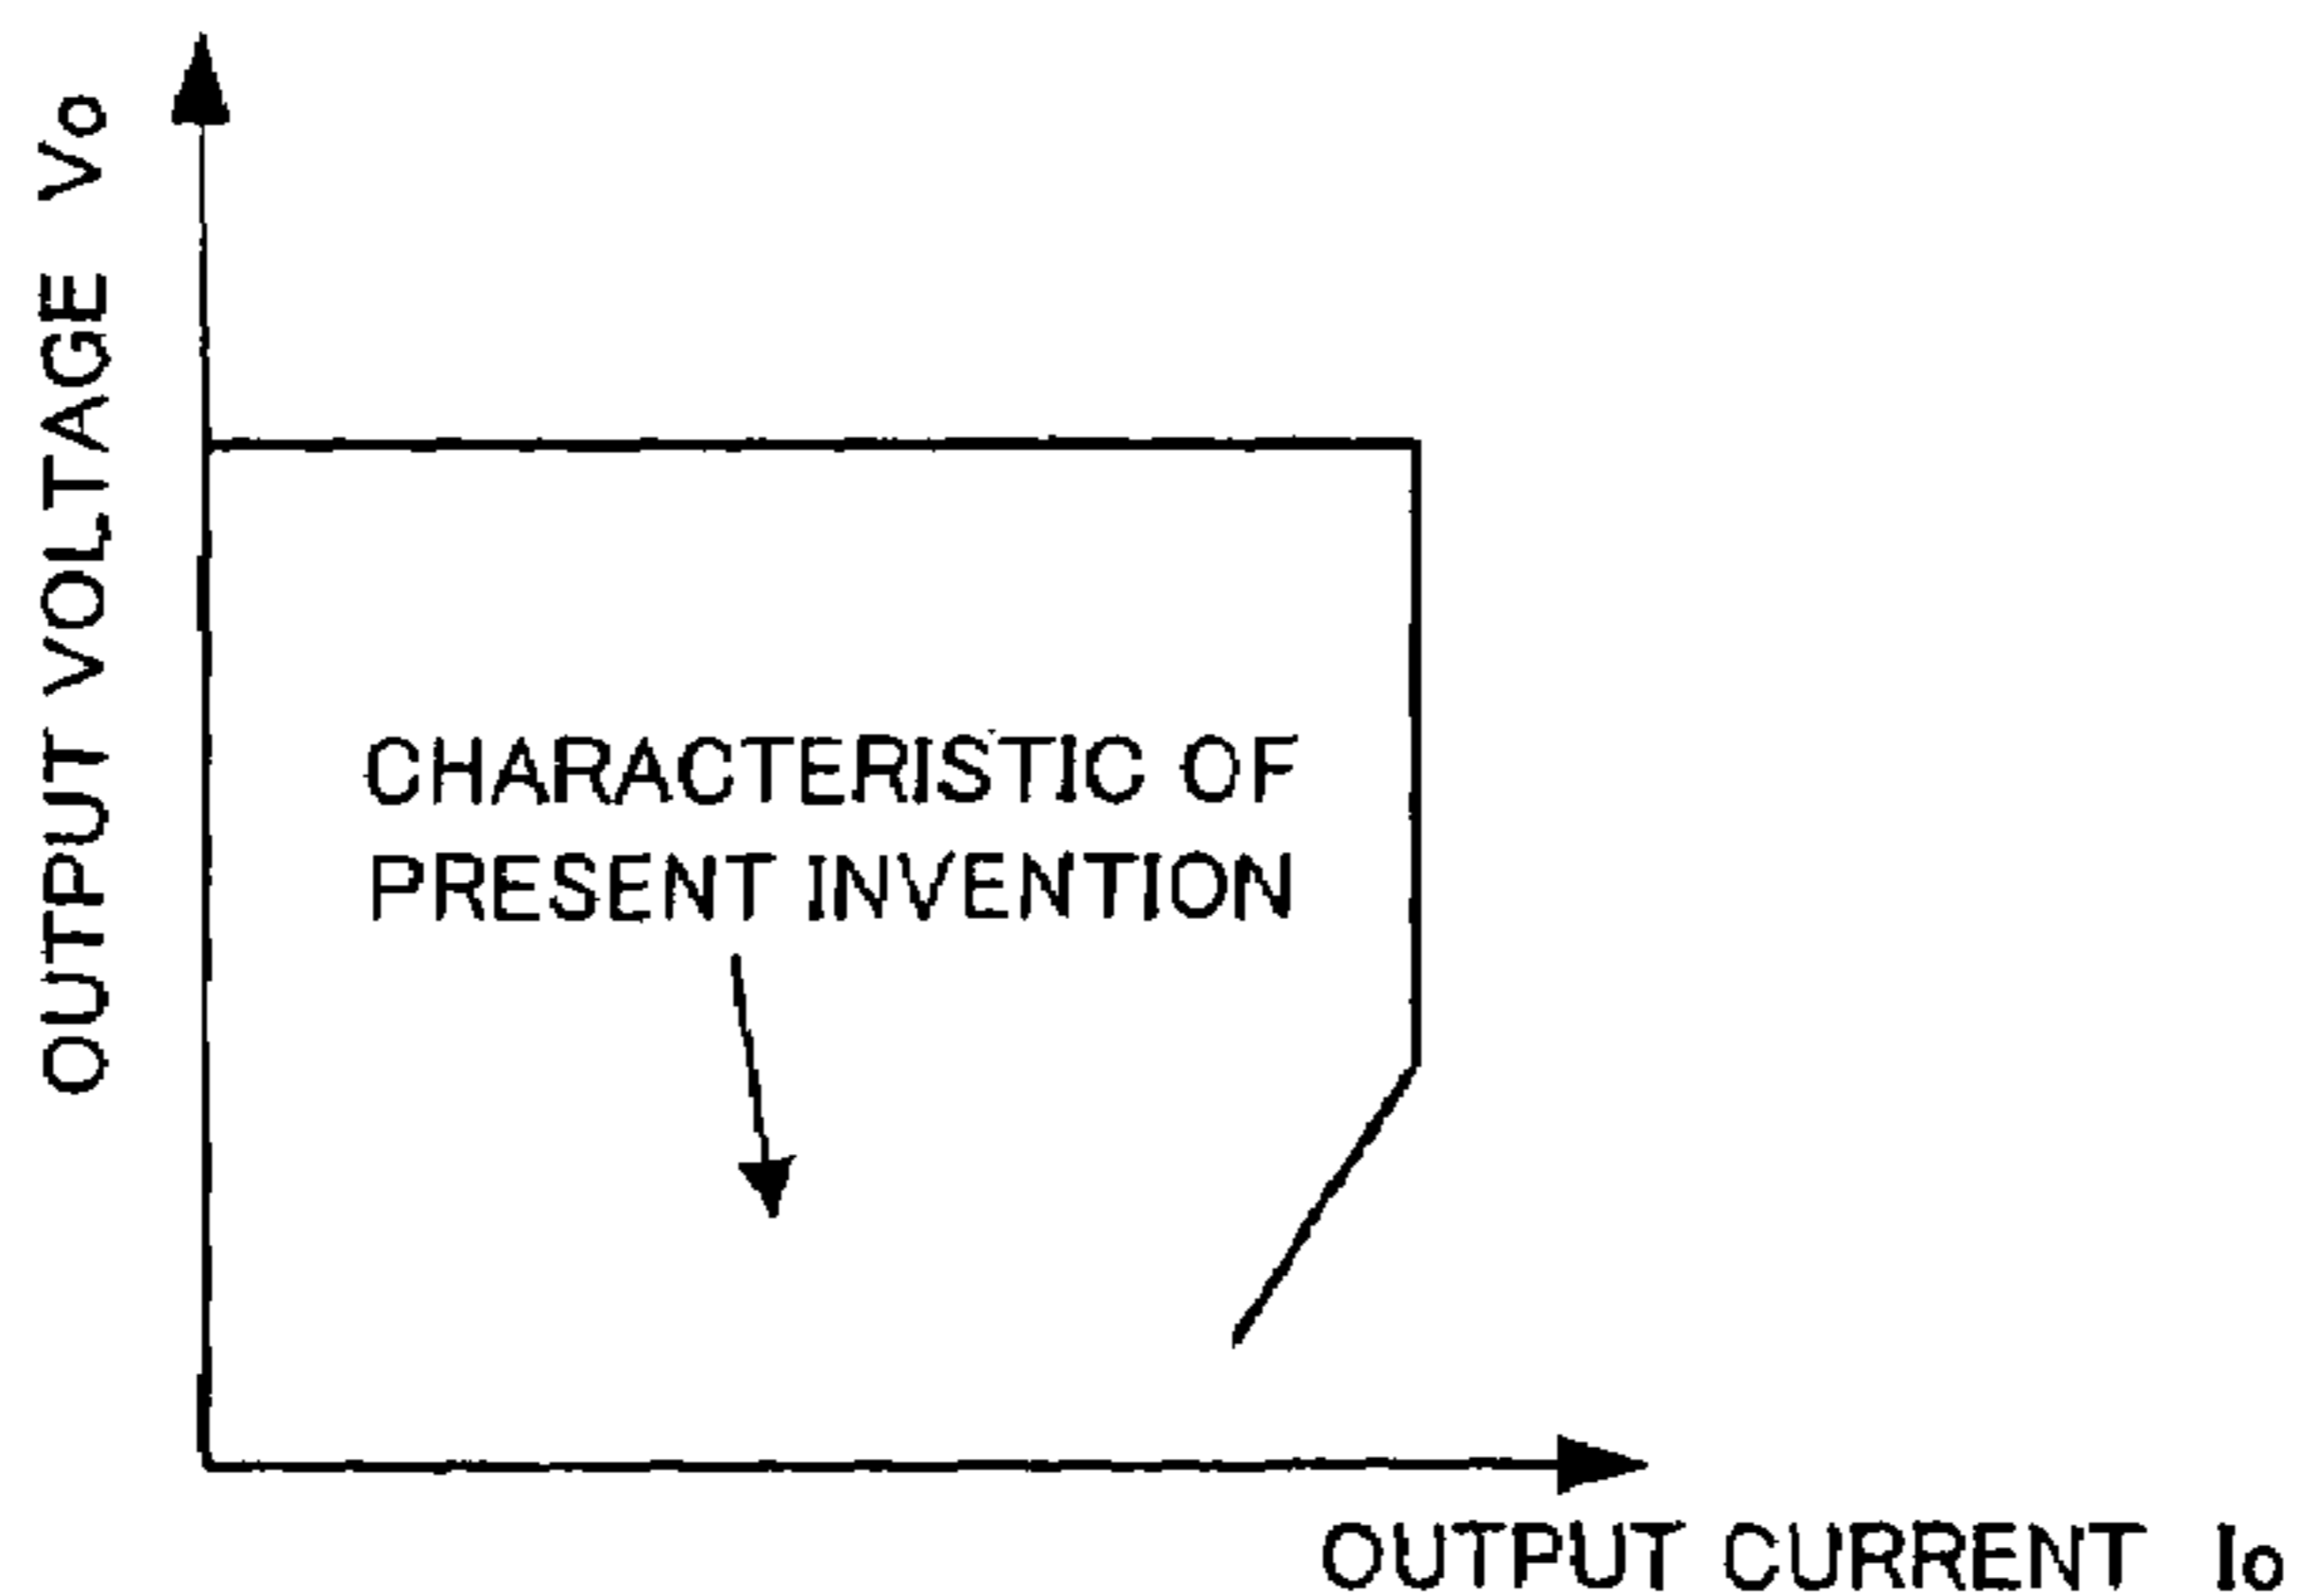 OUTPUT VOLTAGE Vo
CHARACTERISTIC OF
PRESENT INVENTION
OUTPUT CURRENT Io